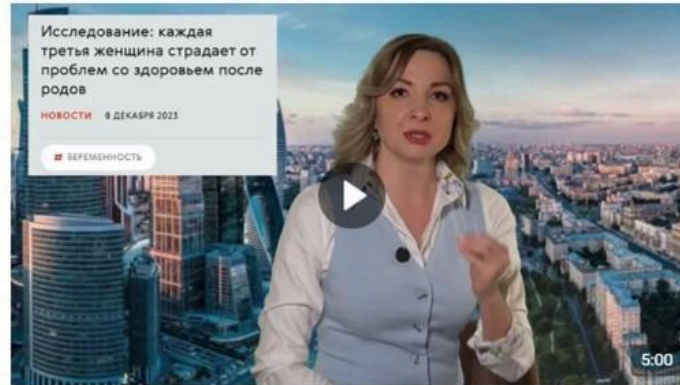 Исследование: каждая
третья женщина страдает от
проблем со здоровьем после
родов
НОВОСТИ 8 ДЕКАБРЯ 2023
# БЕРЕМЕННОСТЬ
5:00